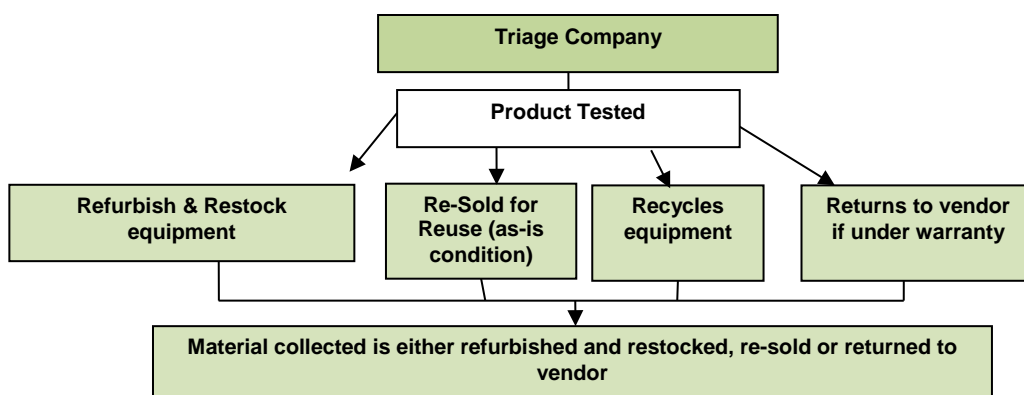 Triage Company
Product Tested
Refurbish & Restock
equipment
Re-Sold for
Reuse (as-is
condition)
Recycles
equipment
Returns to vendor
if under warranty
Material collected is either refurbished and restocked, re-sold or returned to
vendor